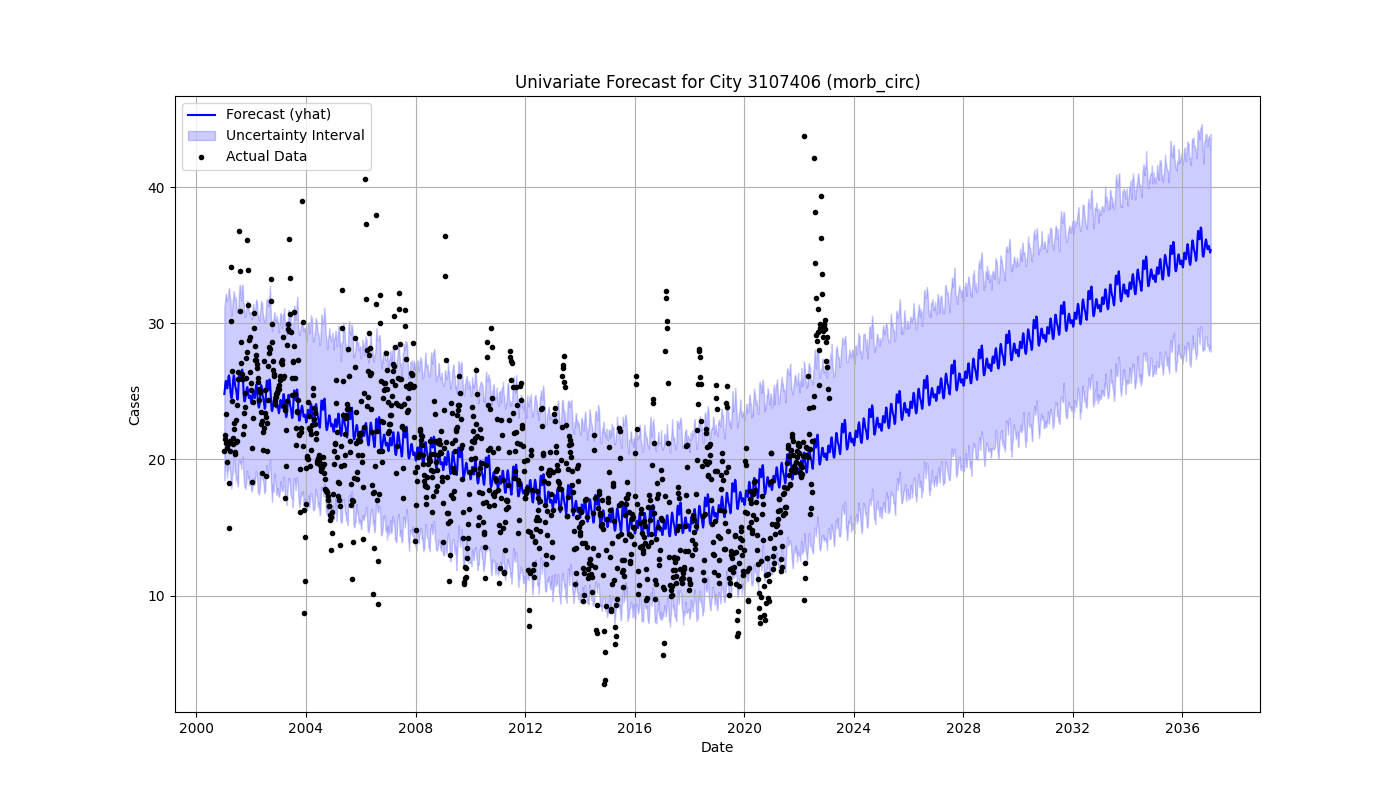 Univariate Forecast for City 3107406 (morb_circ)
Forecast (yhat)
Uncertainty Interval
Actual Data
Cases
40
30
20
10
2000 2004 2008 2012 2016 2020 2024 2028 2032 2036
Date